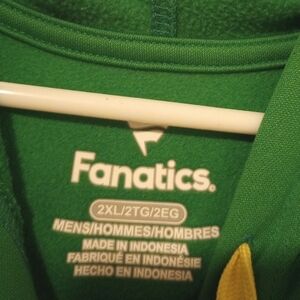 Fanatics.
2XL/2TG/2EG
MENS/HOMMES/HOMBRES
MADE IN INDONESIA
FABRIQUÉ EN INDONÉSIE
HECHO EN INDONESIA